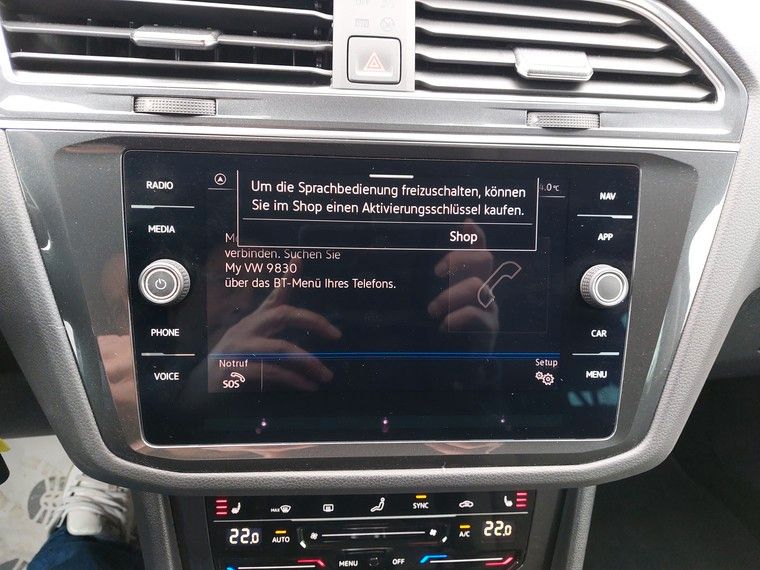 RADIO
MEDIA
PHONE
VOICE
Um die Sprachbedienung freizuschalten, können
Sie im Shop einen Aktivierungsschlüssel kaufen.
Shop
verbinden. Suchen Sie
My VW 9830
über das BT-Menü Ihres Telefons.
Notruf
SOS
Setup
NAV
APP
CAR
MENU
MAX
SYNC
22.0
AUTO
A/C
22.0
MENU
OFF